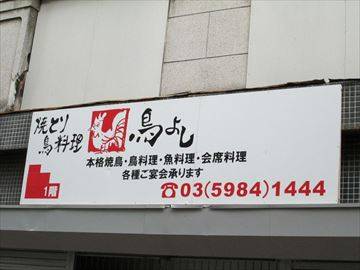 焼とり
鳥料理
鳥よし
本格焼鳥・鳥料理・魚料理・会席料理
各種ご宴会承ります
1階
☎03(5984)1444